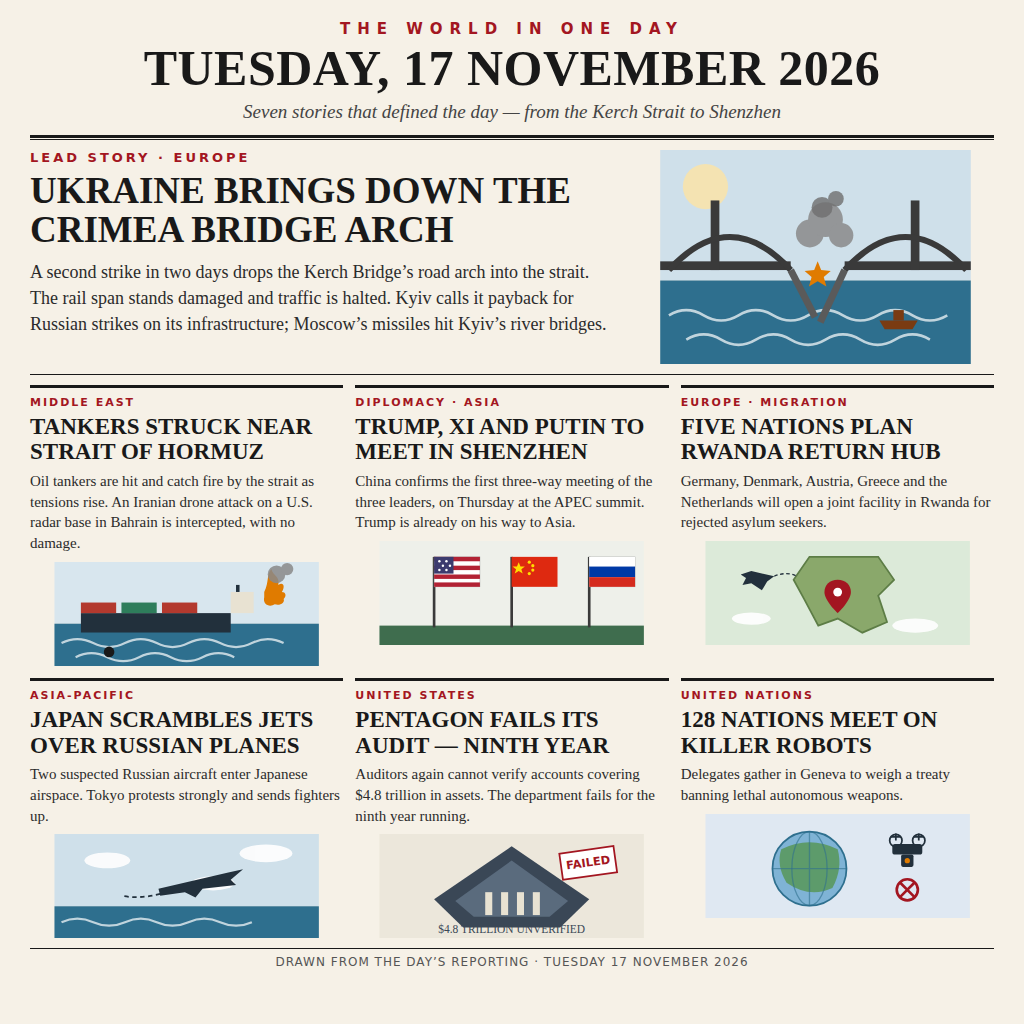 THE WORLD IN ONE DAY
TUESDAY, 17 NOVEMBER 2026
Seven stories that defined the day — from the Kerch Strait to Shenzhen
LEAD STORY · EUROPE
UKRAINE BRINGS DOWN THE
CRIMEA BRIDGE ARCH
A second strike in two days drops the Kerch Bridge’s road arch into the strait.
The rail span stands damaged and traffic is halted. Kyiv calls it payback for
Russian strikes on its infrastructure; Moscow’s missiles hit Kyiv’s river bridges.
MIDDLE EAST
TANKERS STRUCK NEAR
STRAIT OF HORMUZ
Oil tankers are hit and catch fire by the strait as
tensions rise. An Iranian drone attack on a U.S.
radar base in Bahrain is intercepted, with no
damage.
DIPLOMACY · ASIA
TRUMP, XI AND PUTIN TO
MEET IN SHENZHEN
China confirms the first three-way meeting of the
three leaders, on Thursday at the APEC summit.
Trump is already on his way to Asia.
EUROPE · MIGRATION
FIVE NATIONS PLAN
RWANDA RETURN HUB
Germany, Denmark, Austria, Greece and the
Netherlands will open a joint facility in Rwanda for
rejected asylum seekers.
ASIA-PACIFIC
JAPAN SCRAMBLES JETS
OVER RUSSIAN PLANES
Two suspected Russian aircraft enter Japanese
airspace. Tokyo protests strongly and sends fighters
up.
UNITED STATES
PENTAGON FAILS ITS
AUDIT — NINTH YEAR
Auditors again cannot verify accounts covering
$4.8 trillion in assets. The department fails for the
ninth year running.
FAILED
$4.8 TRILLION UNVERIFIED
UNITED NATIONS
128 NATIONS MEET ON
KILLER ROBOTS
Delegates gather in Geneva to weigh a treaty
banning lethal autonomous weapons.
DRAWN FROM THE DAY’S REPORTING · TUESDAY 17 NOVEMBER 2026